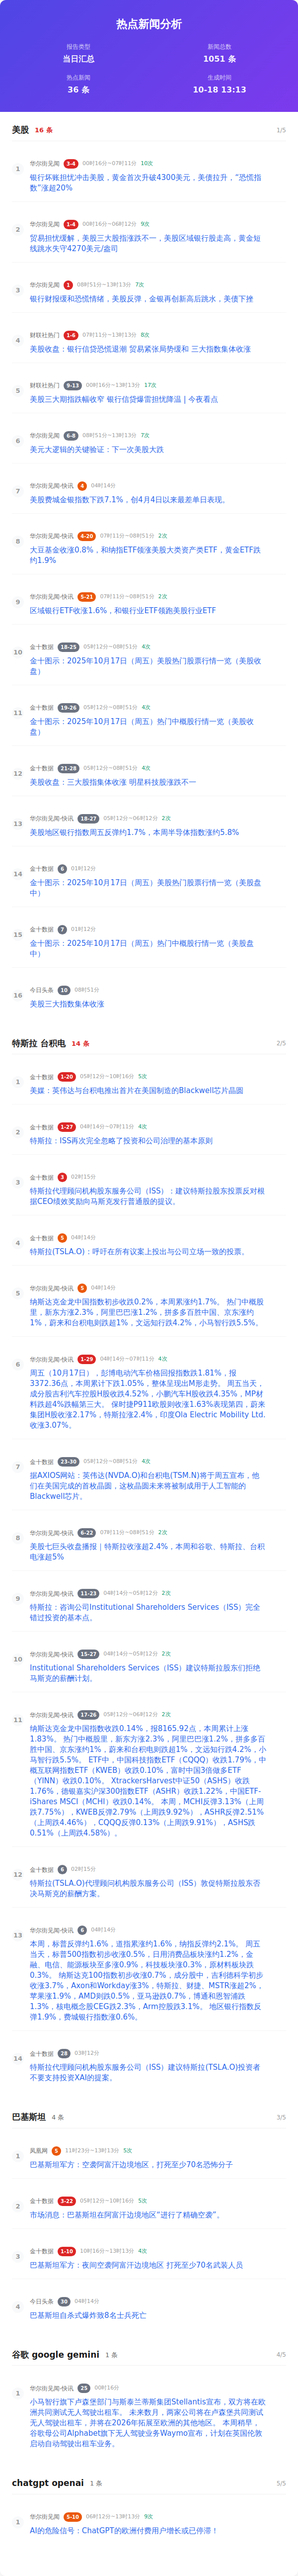 热点新闻分析
报告类型
新闻总数
当日汇总
1051 条
热点新闻
生成时间
36 条
10-18 13:13
美股 16 条 1/5
1 华尔街见闻 3-4 00时16分~07时11分 10次
银行坏账担忧冲击美股，黄金首次升破4300美元，美债拉升，“恐慌指
数”涨超20%
2 华尔街见闻 1-4 00时16分~06时12分 9次
贸易担忧缓解，美股三大股指涨跌不一，美股区域银行股走高，黄金短
线跳水失守4270美元/盎司
3 华尔街见闻 1 08时51分~13时13分 7次
银行财报缓和恐慌情绪，美股反弹，金银再创新高后跳水，美债下挫
4 财联社热门 1-6 07时11分~13时13分 8次
美股收盘：银行信贷恐慌退潮 贸易紧张局势缓和 三大指数集体收涨
5 财联社热门 9-13 00时16分~13时13分 17次
美股三大期指跌幅收窄 银行信贷爆雷担忧降温 | 今夜看点
6 华尔街见闻 6-8 08时51分~13时13分 7次
美元大逻辑的关键验证：下一次美股大跌
7 华尔街见闻-快讯 4 04时14分
美股费城金银指数下跌7.1%，创4月4日以来最差单日表现。
8 华尔街见闻-快讯 4-20 07时11分~08时51分 2次
大豆基金收涨0.8%，和纳指ETF领涨美股大类资产类ETF，黄金ETF跌
约1.9%
9 华尔街见闻-快讯 5-21 07时11分~08时51分 2次
区域银行ETF收涨1.6%，和银行业ETF领跑美股行业ETF
10 金十数据 18-25 05时12分~08时51分 4次
金十图示：2025年10月17日（周五）美股热门股票行情一览（美股收
盘）
11 金十数据 19-26 05时12分~08时51分 4次
金十图示：2025年10月17日（周五）热门中概股行情一览（美股收
盘）
12 金十数据 21-28 05时12分~08时51分 4次
美股收盘：三大股指集体收涨 明星科技股涨跌不一
13 华尔街见闻-快讯 18-27 05时12分~06时12分 2次
美股地区银行指数周五反弹约1.7%，本周半导体指数涨约5.8%
14 金十数据 6 01时12分
金十图示：2025年10月17日（周五）美股热门股票行情一览（美股盘
中）
15 金十数据 7 01时12分
金十图示：2025年10月17日（周五）热门中概股行情一览（美股盘
中）
16 今日头条 10 08时51分
美股三大指数集体收涨
特斯拉 台积电 14 条 2/5
1 金十数据 1-20 05时12分~10时16分 5次
美媒：英伟达与台积电推出首片在美国制造的Blackwell芯片晶圆
2 金十数据 1-27 04时14分~07时11分 4次
特斯拉：ISS再次完全忽略了投资和公司治理的基本原则
3 金十数据 3 02时15分
特斯拉代理顾问机构股东服务公司（ISS）：建议特斯拉股东投票反对根
据CEO绩效奖励向马斯克发行普通股的提议。
4 金十数据 5 04时14分
特斯拉(TSLA.O)：呼吁在所有议案上投出与公司立场一致的投票。
5 华尔街见闻-快讯 5 04时14分
纳斯达克金龙中国指数初步收跌0.2%，本周累涨约1.7%。 热门中概股
里，新东方涨2.3%，阿里巴巴涨1.2%，拼多多百胜中国、京东涨约
1%，蔚来和台积电则跌超1%，文远知行跌4.2%，小马智行跌5.5%。
6 华尔街见闻-快讯 1-29 04时14分~07时11分 4次
周五（10月17日），彭博电动汽车价格回报指数跌1.81%，报
3372.36点，本周累计下跌1.05%，整体呈现出M形走势。 周五当天，
成分股吉利汽车控股H股收跌4.52%，小鹏汽车H股收跌4.35%，MP材
料跌超4%跌幅第三大。 保时捷P911欧股则收涨1.63%表现第四，蔚来
集团H股收涨2.17%，特斯拉涨2.4%，印度Ola Electric Mobility Ltd.
收涨3.07%。
7 金十数据 23-30 05时12分~08时51分 4次
据AXIOS网站：英伟达(NVDA.O)和台积电(TSM.N)将于周五宣布，他
们在美国完成的首枚晶圆，这枚晶圆未来将被制成用于人工智能的
Blackwell芯片。
8 华尔街见闻-快讯 6-22 07时11分~08时51分 2次
美股七巨头收盘播报｜特斯拉收涨超2.4%，本周和谷歌、特斯拉、台积
电涨超5%
9 华尔街见闻-快讯 11-23 04时14分~05时12分 2次
特斯拉：咨询公司Institutional Shareholders Services（ISS）完全
错过投资的基本点。
10 华尔街见闻-快讯 15-27 04时14分~05时12分 2次
Institutional Shareholders Services（ISS）建议特斯拉股东们拒绝
马斯克的薪酬计划。
11 华尔街见闻-快讯 17-26 05时12分~06时12分 2次
纳斯达克金龙中国指数收跌0.14%，报8165.92点，本周累计上涨
1.83%。 热门中概股里，新东方涨2.3%，阿里巴巴涨1.2%，拼多多百
胜中国、京东涨约1%，蔚来和台积电则跌超1%，文远知行跌4.2%，小
马智行跌5.5%。 ETF中，中国科技指数ETF（CQQQ）收跌1.79%，中
概互联网指数ETF（KWEB）收跌0.10%，富时中国3倍做多ETF
（YINN）收跌0.10%。 XtrackersHarvest中证50（ASHS）收跌
1.76%，德银嘉实沪深300指数ETF（ASHR）收跌1.22%，中国ETF-
iShares MSCI（MCHI）收跌0.14%。 本周，MCHI反弹3.13%（上周
跌7.75%），KWEB反弹2.79%（上周跌9.92%），ASHR反弹2.51%
（上周跌4.46%），CQQQ反弹0.13%（上周跌9.91%），ASHS跌
0.51%（上周跌4.58%）。
12 金十数据 6 02时15分
特斯拉(TSLA.O)代理顾问机构股东服务公司（ISS）敦促特斯拉股东否
决马斯克的薪酬方案。
13 华尔街见闻-快讯 6 04时14分
本周，标普反弹约1.6%，道指累涨约1.6%，纳指反弹约2.1%。 周五
当天，标普500指数初步收涨0.5%，日用消费品板块涨约1.2%，金
融、电信、能源板块至多涨0.9%，科技板块涨0.3%，原材料板块跌
0.3%。 纳斯达克100指数初步收涨0.7%，成分股中，吉利德科学初步
收涨3.7%，Axon和Workday涨3%，特斯拉、财捷、MSTR涨超2%，
苹果涨1.9%，AMD则跌0.5%，亚马逊跌0.7%，博通和恩智浦跌
1.3%，核电概念股CEG跌2.3%，Arm控股跌3.1%。 地区银行指数反
弹1.9%，费城银行指数涨0.6%。
14 金十数据 28 03时12分
特斯拉代理顾问机构股东服务公司（ISS）建议特斯拉(TSLA.O)投资者
不要支持投资XAI的提案。
巴基斯坦 4 条 3/5
1 凤凰网 5 11时23分~13时13分 5次
巴基斯坦军方：空袭阿富汗边境地区，打死至少70名恐怖分子
2 金十数据 3-22 05时12分~10时16分 5次
市场消息：巴基斯坦在阿富汗边境地区“进行了精确空袭”。
3 金十数据 1-10 10时16分~13时13分 4次
巴基斯坦军方：夜间空袭阿富汗边境地区 打死至少70名武装人员
4 今日头条 30 04时14分
巴基斯坦自杀式爆炸致8名士兵死亡
谷歌 google gemini 1 条 4/5
1 华尔街见闻-快讯 25 00时16分
小马智行旗下卢森堡部门与斯泰兰蒂斯集团Stellantis宣布，双方将在欧
洲共同测试无人驾驶出租车。 未来数月，两家公司将在卢森堡共同测试
无人驾驶出租车，并将在2026年拓展至欧洲的其他地区。 本周稍早，
谷歌母公司Alphabet旗下无人驾驶业务Waymo宣布，计划在英国伦敦
启动自动驾驶出租车业务。
chatgpt openai 1 条 5/5
1 华尔街见闻 5-10 06时12分~13时13分 9次
AI的危险信号：ChatGPT的欧洲付费用户增长或已停滞！